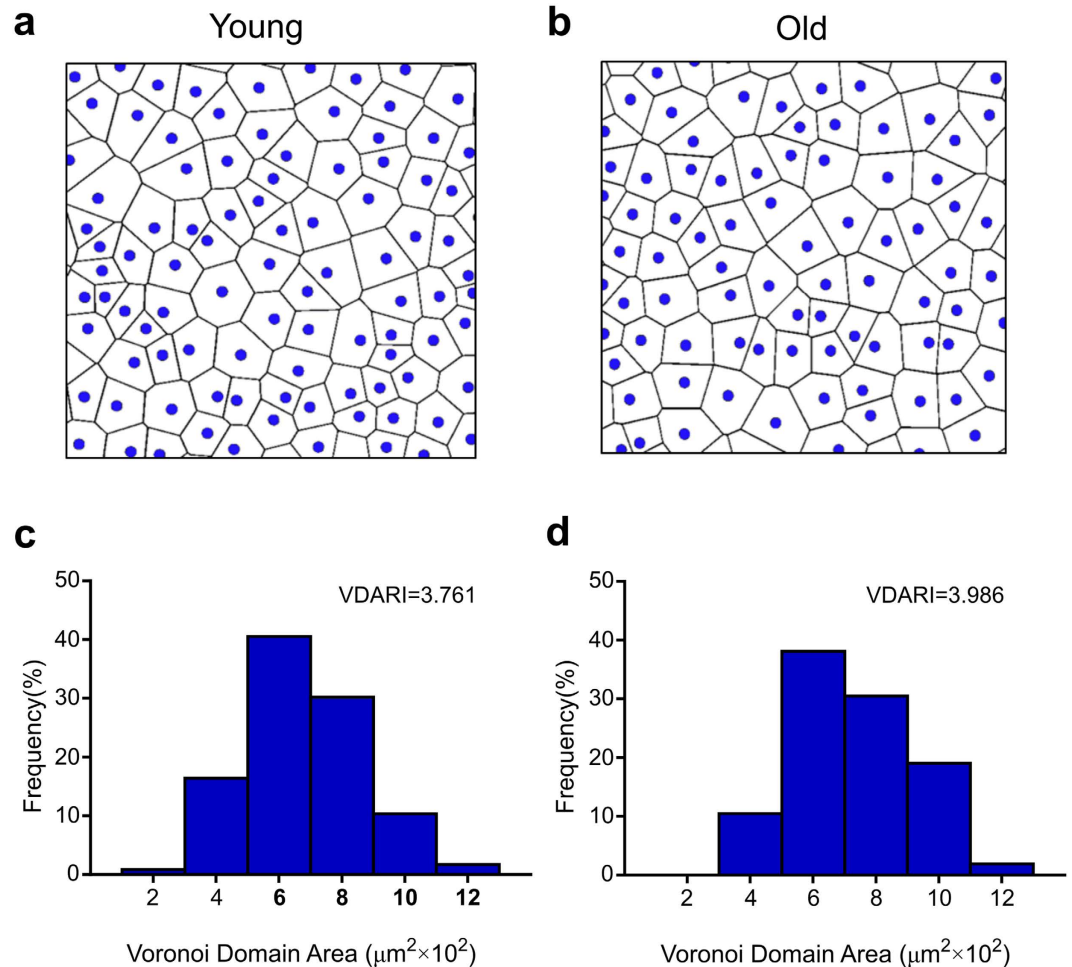 a
Young
b
Old
c
VDARI=3.761
50
40
30
20
10
0
Frequency(%)
2 4 6 8 10 12
Voronoi Domain Area (μm²×10²)
d
VDARI=3.986
50
40
30
20
10
0
Frequency(%)
2 4 6 8 10 12
Voronoi Domain Area (μm²×10²)